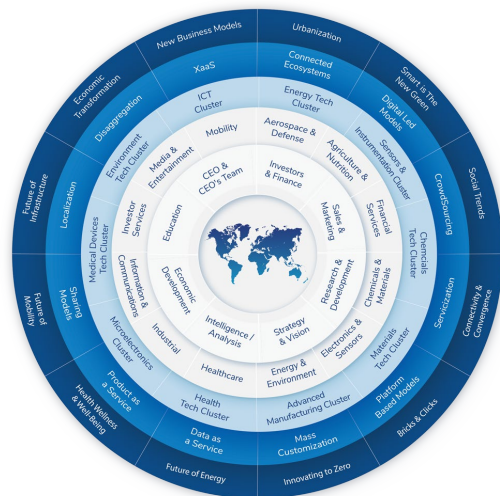 New Business Models
Urbanization
Smart is The
New Green
Social Trends
Connectivity &
Convergence
Bricks & Clicks
Innovating to Zero
Future of Energy
Health Wellness
& Well-Being
Future of
Mobility
Future of
Infrastructure
Economic
Transformation
XaaS
Connected
Ecosystems
Digital Led
Models
CrowdSourcing
Servicization
Platform
Based Models
Mass
Customization
Data as
a Service
Product as
a Service
Sharing
Models
Localization
Disaggregation
ICT
Cluster
Energy Tech
Cluster
Sensors &
Instrumentation Cluster
Chemcials
Tech Cluster
Materials
Tech Cluster
Advanced
Manufacturing Cluster
Health
Tech Cluster
Microelectronics
Cluster
Medical Devices
Tech Cluster
Environment
Tech Cluster
Mobility
Aerospace &
Defense
Agriculture &
Nutrition
Financial
Services
Chemicals &
Materials
Electronics &
Sensors
Energy &
Environment
Healthcare
Industrial
Information &
Communications
Investor
Services
Media &
Entertainment
CEO &
CEO's Team
Investors
& Finance
Sales &
Marketing
Research &
Development
Strategy
& Vision
Intelligence /
Analysis
Economic
Development
Education